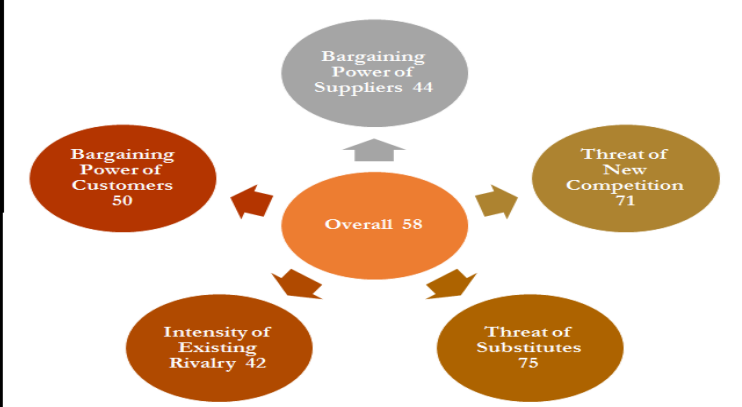 Bargaining
Power of
Suppliers 44
Bargaining
Power of
Customers
50
Threat of
New
Competition
71
Overall 58
Intensity of
Existing
Rivalry 42
Threat of
Substitutes
75